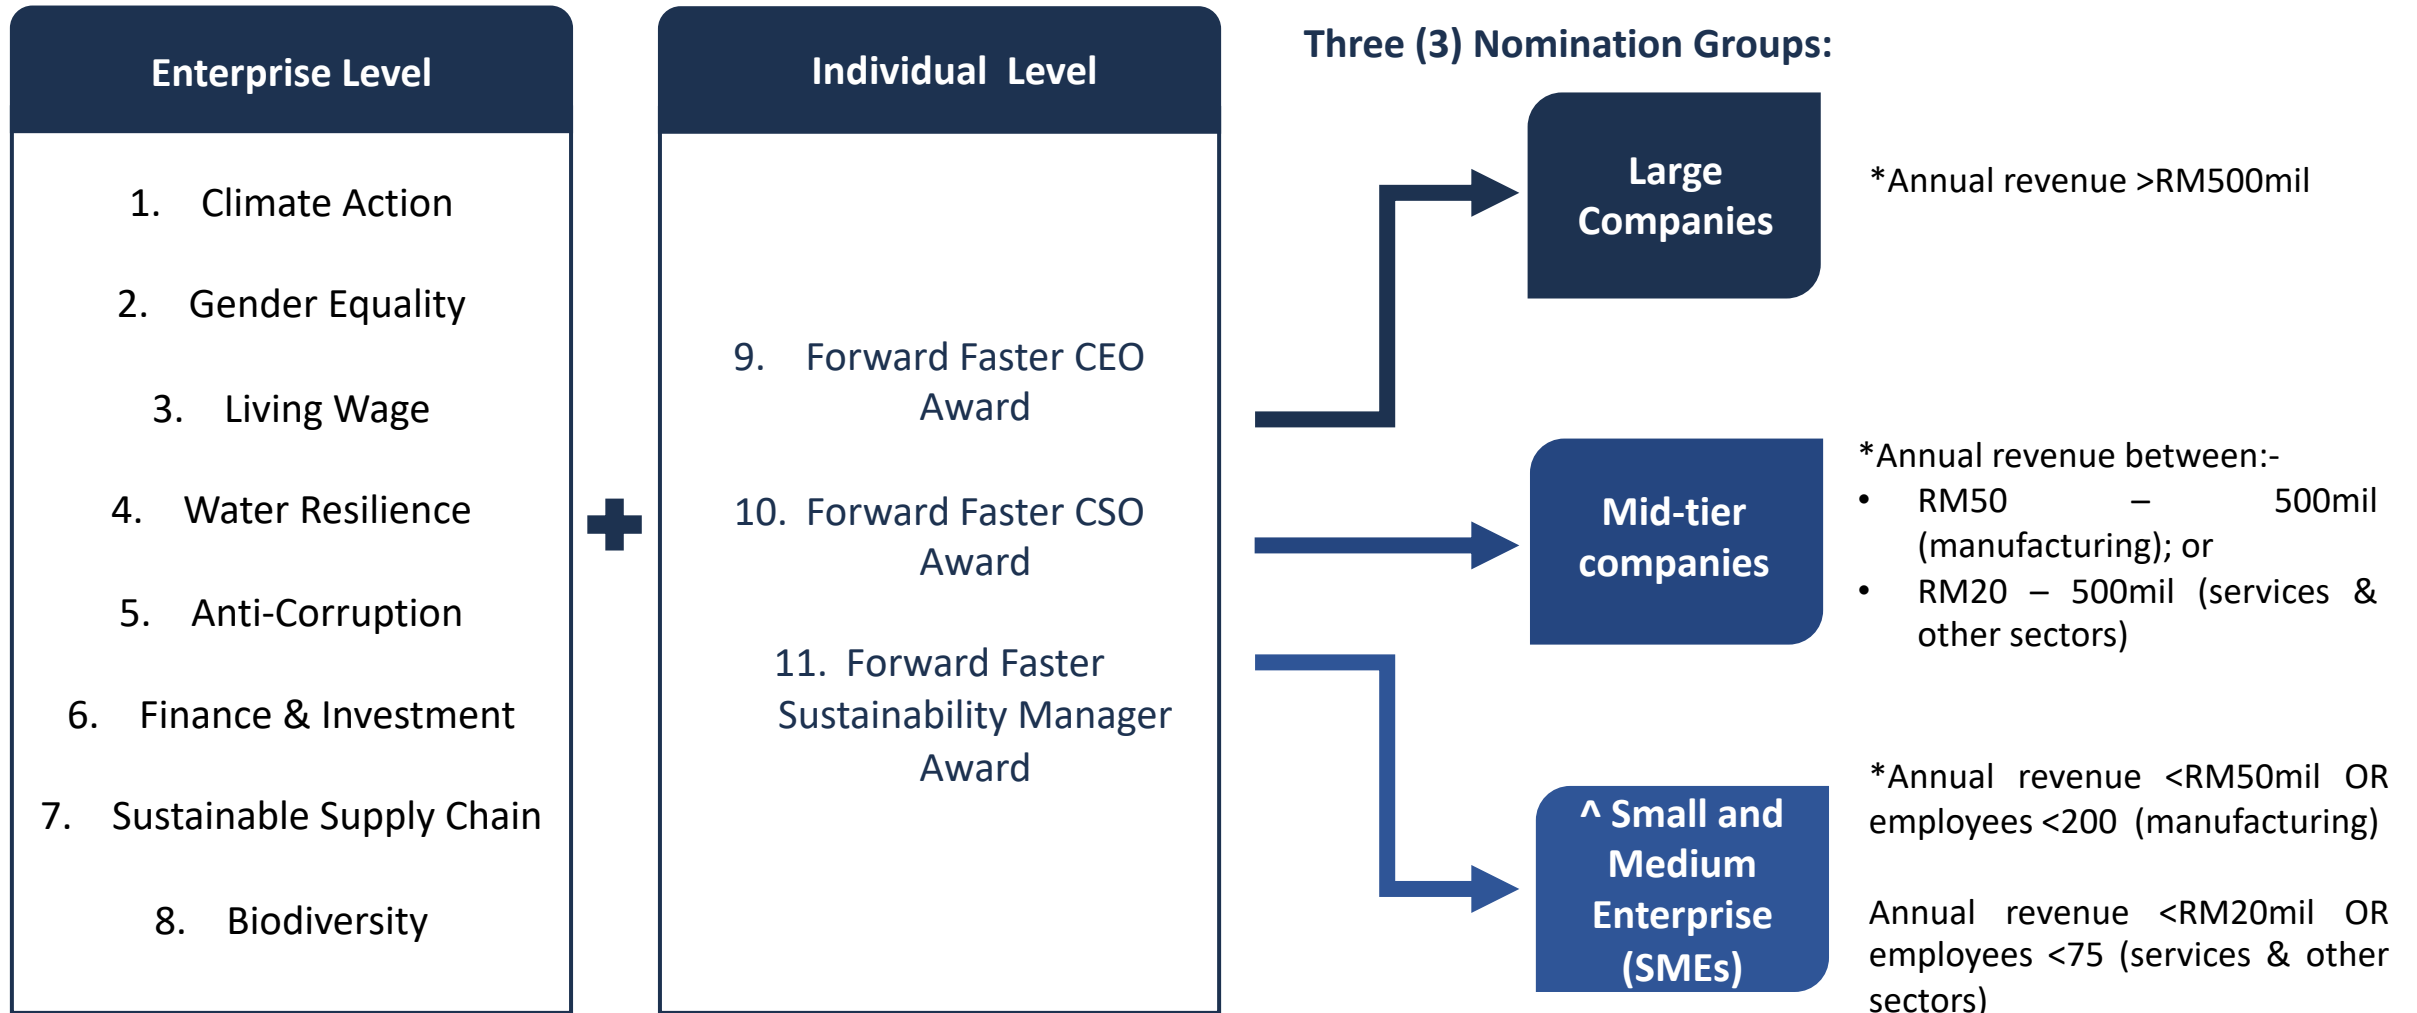 Enterprise Level
1. Climate Action
2. Gender Equality
3. Living Wage
4. Water Resilience
5. Anti-Corruption
6. Finance & Investment
7. Sustainable Supply Chain
8. Biodiversity
Individual Level
9. Forward Faster CEO
Award
10. Forward Faster CSO
Award
11. Forward Faster
Sustainability Manager
Award
Three (3) Nomination Groups:
Large
Companies
*Annual revenue >RM500mil
Mid-tier
companies
*Annual revenue between:-
• RM50 – 500mil
(manufacturing); or
• RM20 – 500mil (services &
other sectors)
^ Small and
Medium
Enterprise
(SMEs)
*Annual revenue <RM50mil OR
employees <200 (manufacturing)
Annual revenue <RM20mil OR
employees <75 (services & other
sectors)